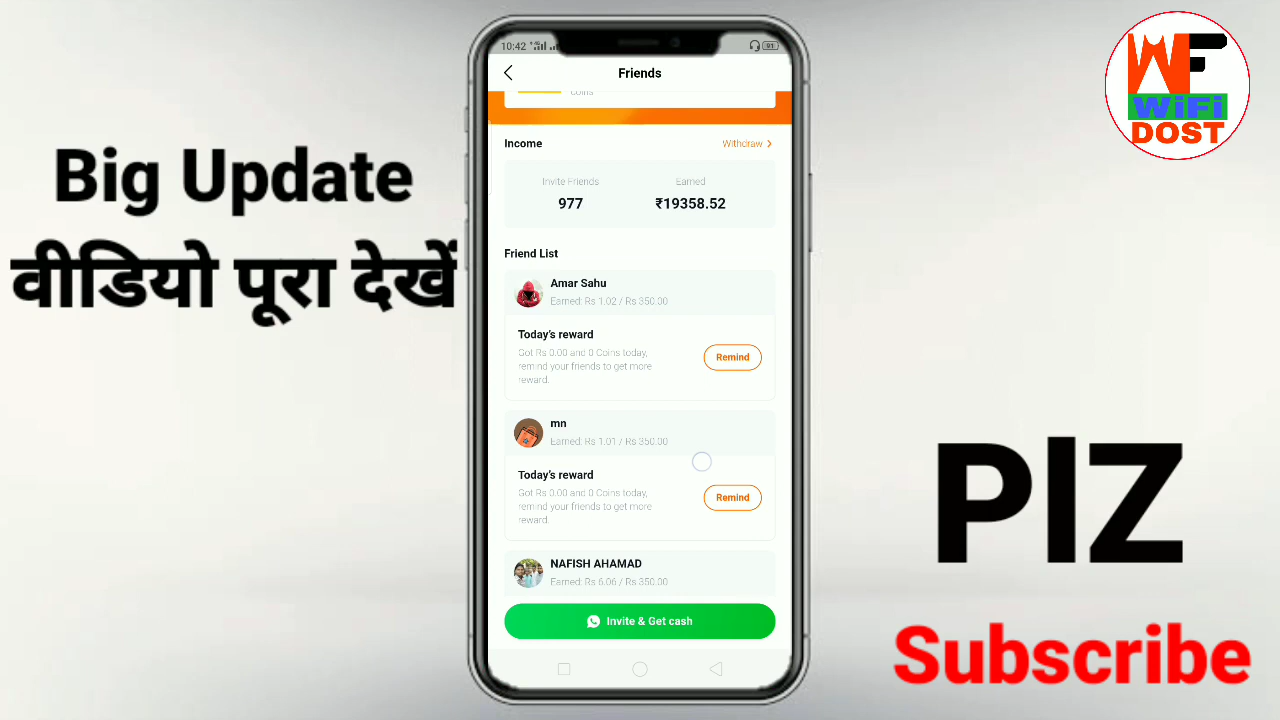 Big Update
वीडियो पूरा देखें
10:42
91
Friends
Coins
Income
Withdraw
Invite Friends
Earned
977
₹19358.52
Friend List
Amar Sahu
Earned: Rs 1.02 / Rs 350.00
Today's reward
Got Rs 0.00 and 0 Coins today,
remind your friends to get more
reward.
Remind
mn
Earned: Rs 1.01 / Rs 350.00
Today's reward
Got Rs 0.00 and 0 Coins today,
remind your friends to get more
reward.
Remind
NAFISH AHAMAD
Earned: Rs 6.06 / Rs 350.00
Invite & Get cash
WF
WiFi
DOST
PlZ
Subscribe